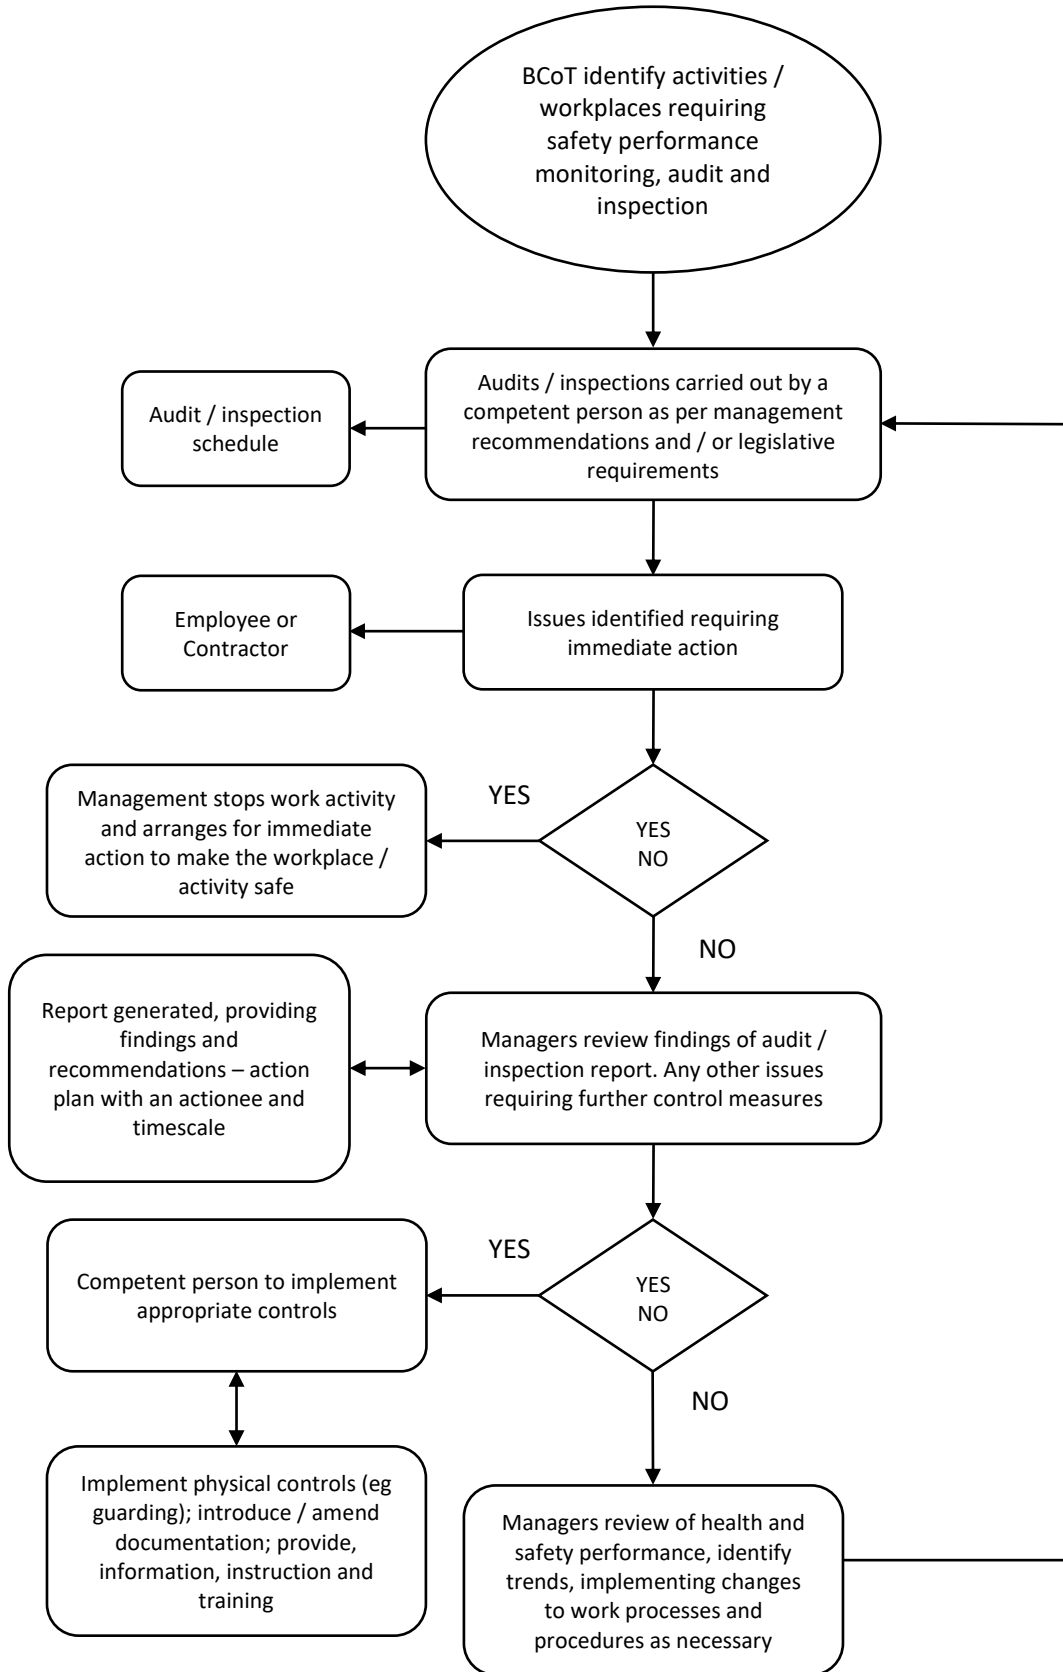 BCoT identify activities /
workplaces requiring
safety performance
monitoring, audit and
inspection
Audit / inspection
schedule
Audits / inspections carried out by a
competent person as per management
recommendations and / or legislative
requirements
Employee or
Contractor
Issues identified requiring
immediate action
Management stops work activity
and arranges for immediate
action to make the workplace /
activity safe
YES
YES
NO
NO
Report generated, providing
findings and
recommendations – action
plan with an actionee and
timescale
Managers review findings of audit /
inspection report. Any other issues
requiring further control measures
Competent person to implement
appropriate controls
YES
YES
NO
NO
Implement physical controls (eg
guarding); introduce / amend
documentation; provide,
information, instruction and
training
Managers review of health and
safety performance, identify
trends, implementing changes
to work processes and
procedures as necessary